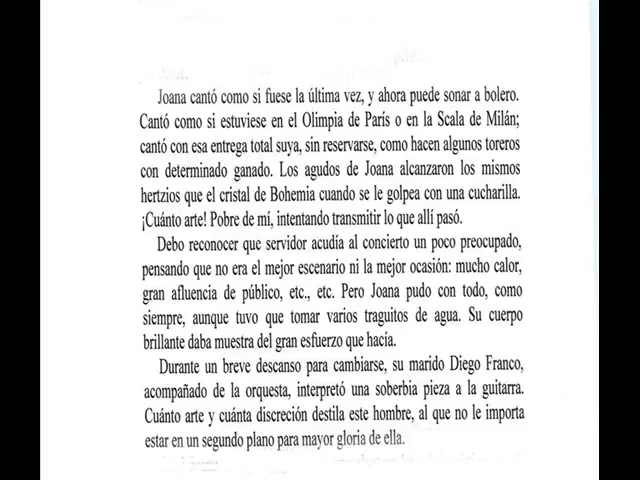 Joana cantó como si fuese la última vez, y ahora puede sonar a bolero.
Cantó como si estuviese en el Olimpia de París o en la Scala de Milán;
cantó con esa entrega total suya, sin reservarse, como hacen algunos toreros
con determinado ganado. Los agudos de Joana alcanzaron los mismos
hertzios que el cristal de Bohemia cuando se le golpea con una cucharilla.
¡Cuánto arte! Pobre de mí, intentando transmitir lo que allí pasó.
Debo reconocer que servidor acudía al concierto un poco preocupado,
pensando que no era el mejor escenario ni la mejor ocasión: mucho calor,
gran afluencia de público, etc., etc. Pero Joana pudo con todo, como
siempre, aunque tuvo que tomar varios traguitos de agua. Su cuerpo
brillante daba muestra del gran esfuerzo que hacía.
Durante un breve descanso para cambiarse, su marido Diego Franco,
acompañado de la orquesta, interpretó una soberbia pieza a la guitarra.
Cuánto arte y cuánta discreción destila este hombre, al que no le importa
estar en un segundo plano para mayor gloria de ella.